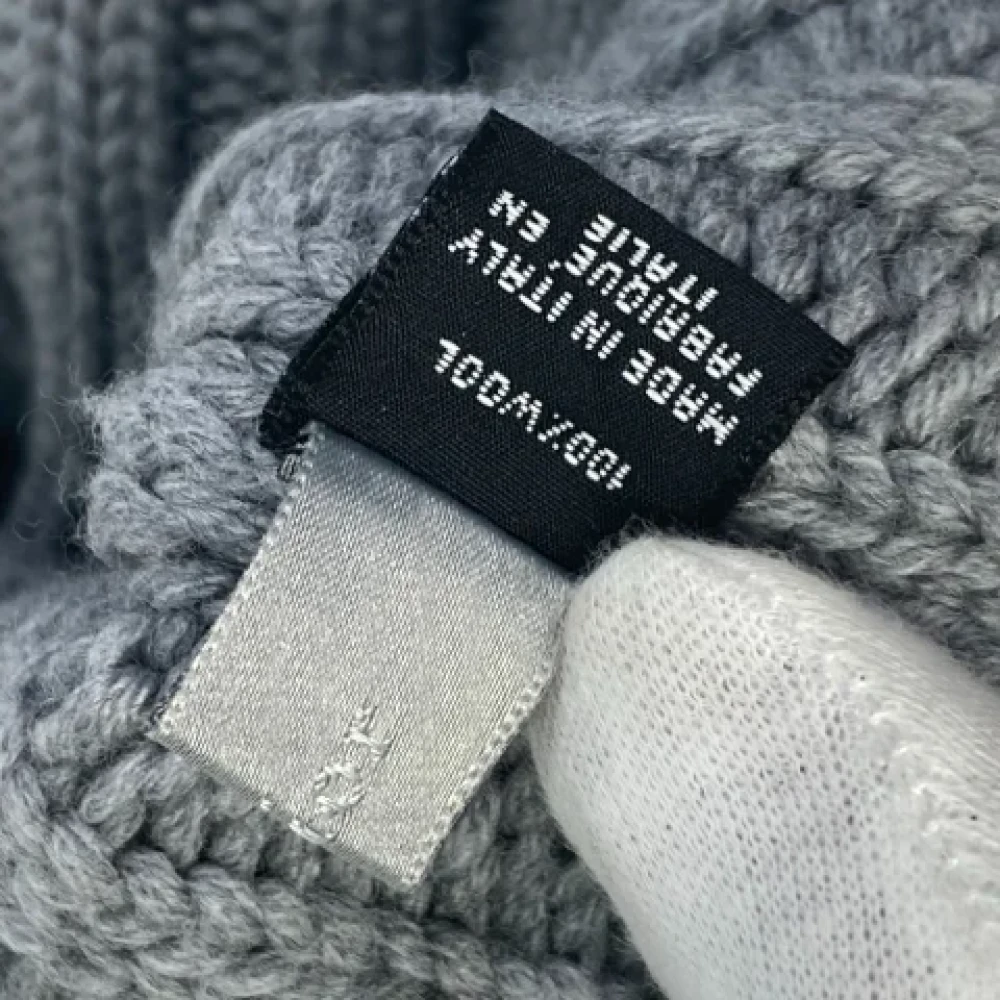 100%WOOL
MADE IN ITALY
FABRIQUE' EN
ITALIE